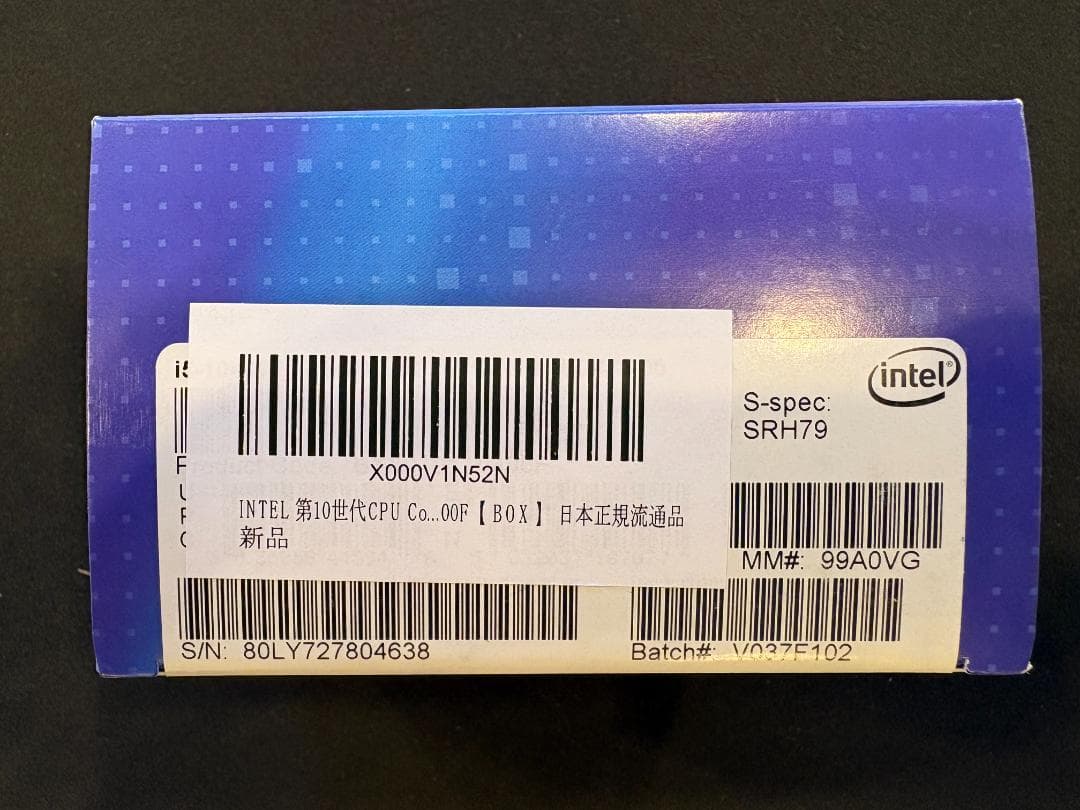 intel®
S-spec:
SRH79
X000V1N52N
INTEL 第10世代CPU Co...00F【BOX】 日本正規流通品
新品
MM#: 99A0VG
S/N: 80LY727804638
Batch#: V037F102